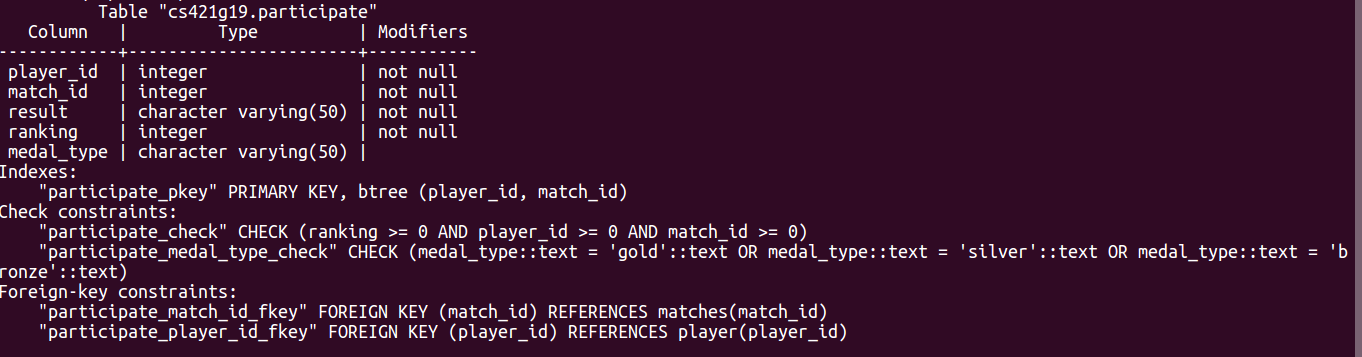 Table "cs421g19.participate"
Column | Type | Modifiers
------------+-----------------------+-----------
player_id | integer | not null
match_id | integer | not null
result | character varying(50) | not null
ranking | integer | not null
medal_type | character varying(50) |
Indexes:
"participate_pkey" PRIMARY KEY, btree (player_id, match_id)
Check constraints:
"participate_check" CHECK (ranking >= 0 AND player_id >= 0 AND match_id >= 0)
"participate_medal_type_check" CHECK (medal_type::text = 'gold'::text OR medal_type::text = 'silver'::text OR medal_type::text = 'b
ronze'::text)
Foreign-key constraints:
"participate_match_id_fkey" FOREIGN KEY (match_id) REFERENCES matches(match_id)
"participate_player_id_fkey" FOREIGN KEY (player_id) REFERENCES player(player_id)